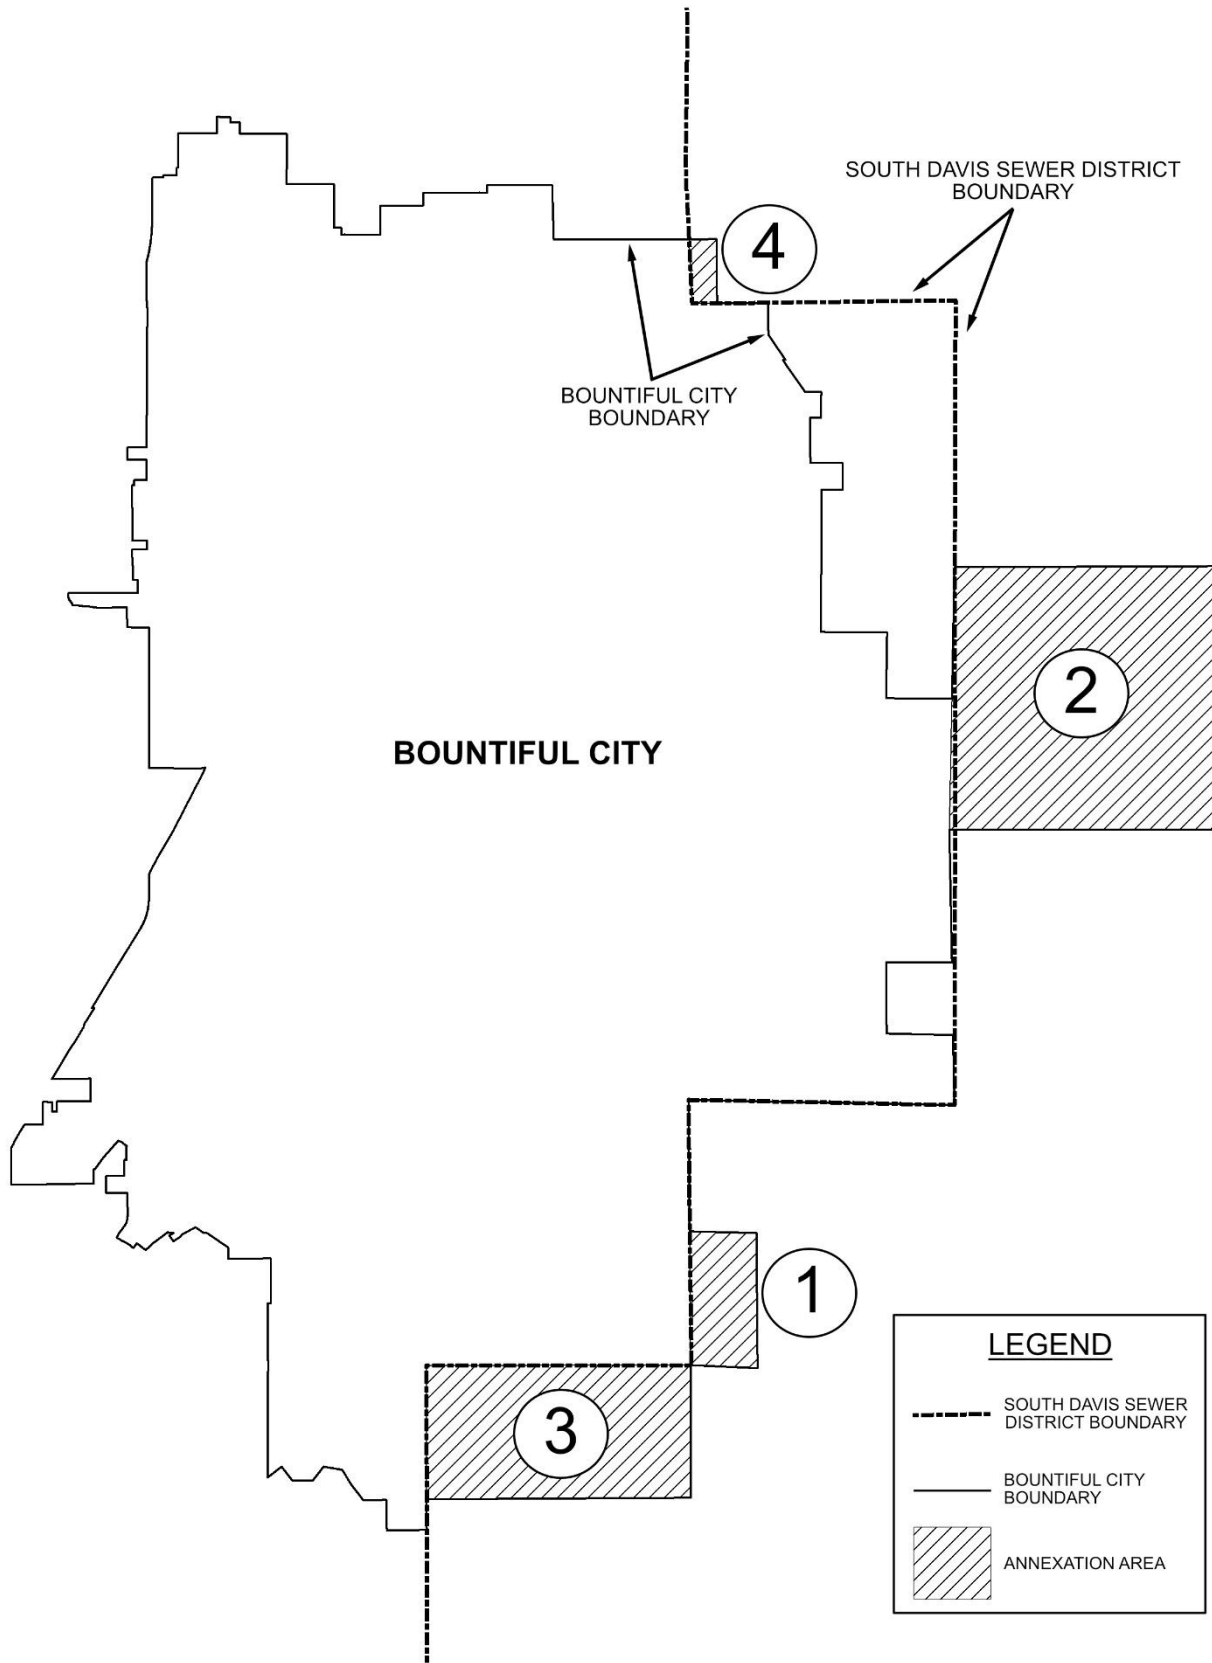 SOUTH DAVIS SEWER DISTRICT
BOUNDARY
4
BOUNTIFUL CITY
BOUNDARY
2
BOUNTIFUL CITY
1
3
LEGEND
SOUTH DAVIS SEWER
DISTRICT BOUNDARY
BOUNTIFUL CITY
BOUNDARY
ANNEXATION AREA